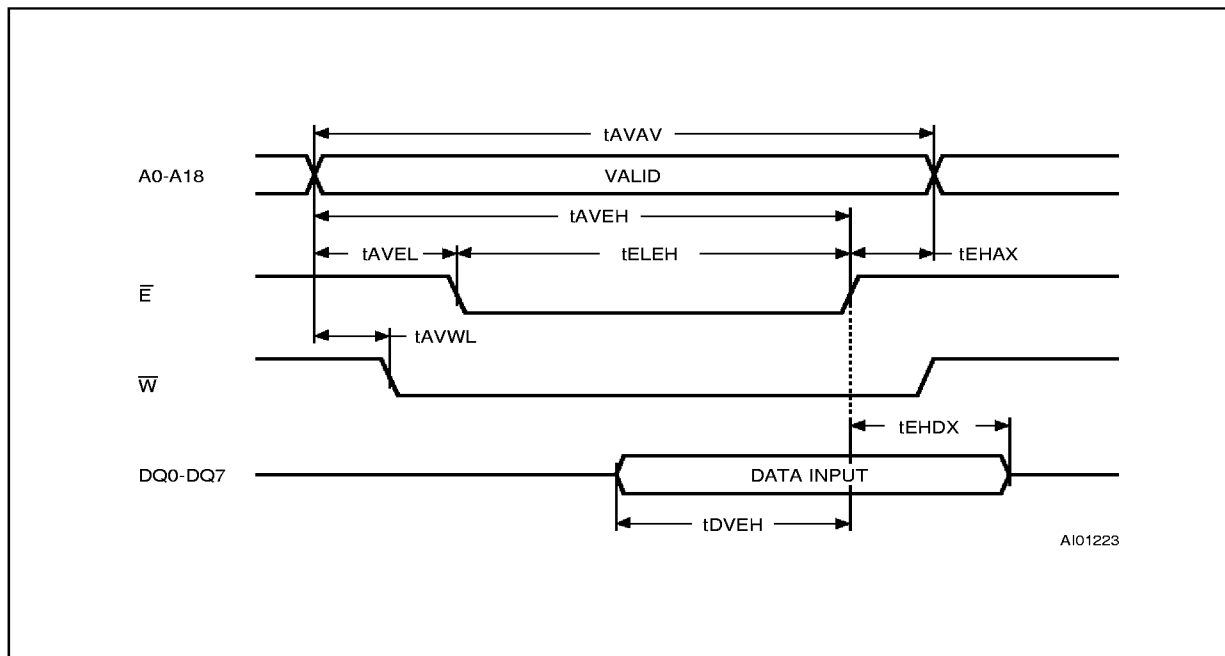 tAVAV
A0-A18
VALID
tAVEH
tAVEL
tELEH
tEHAX
E̅
tAVWL
W̅
tEHDX
DQ0-DQ7
DATA INPUT
tDVEH
AI01223